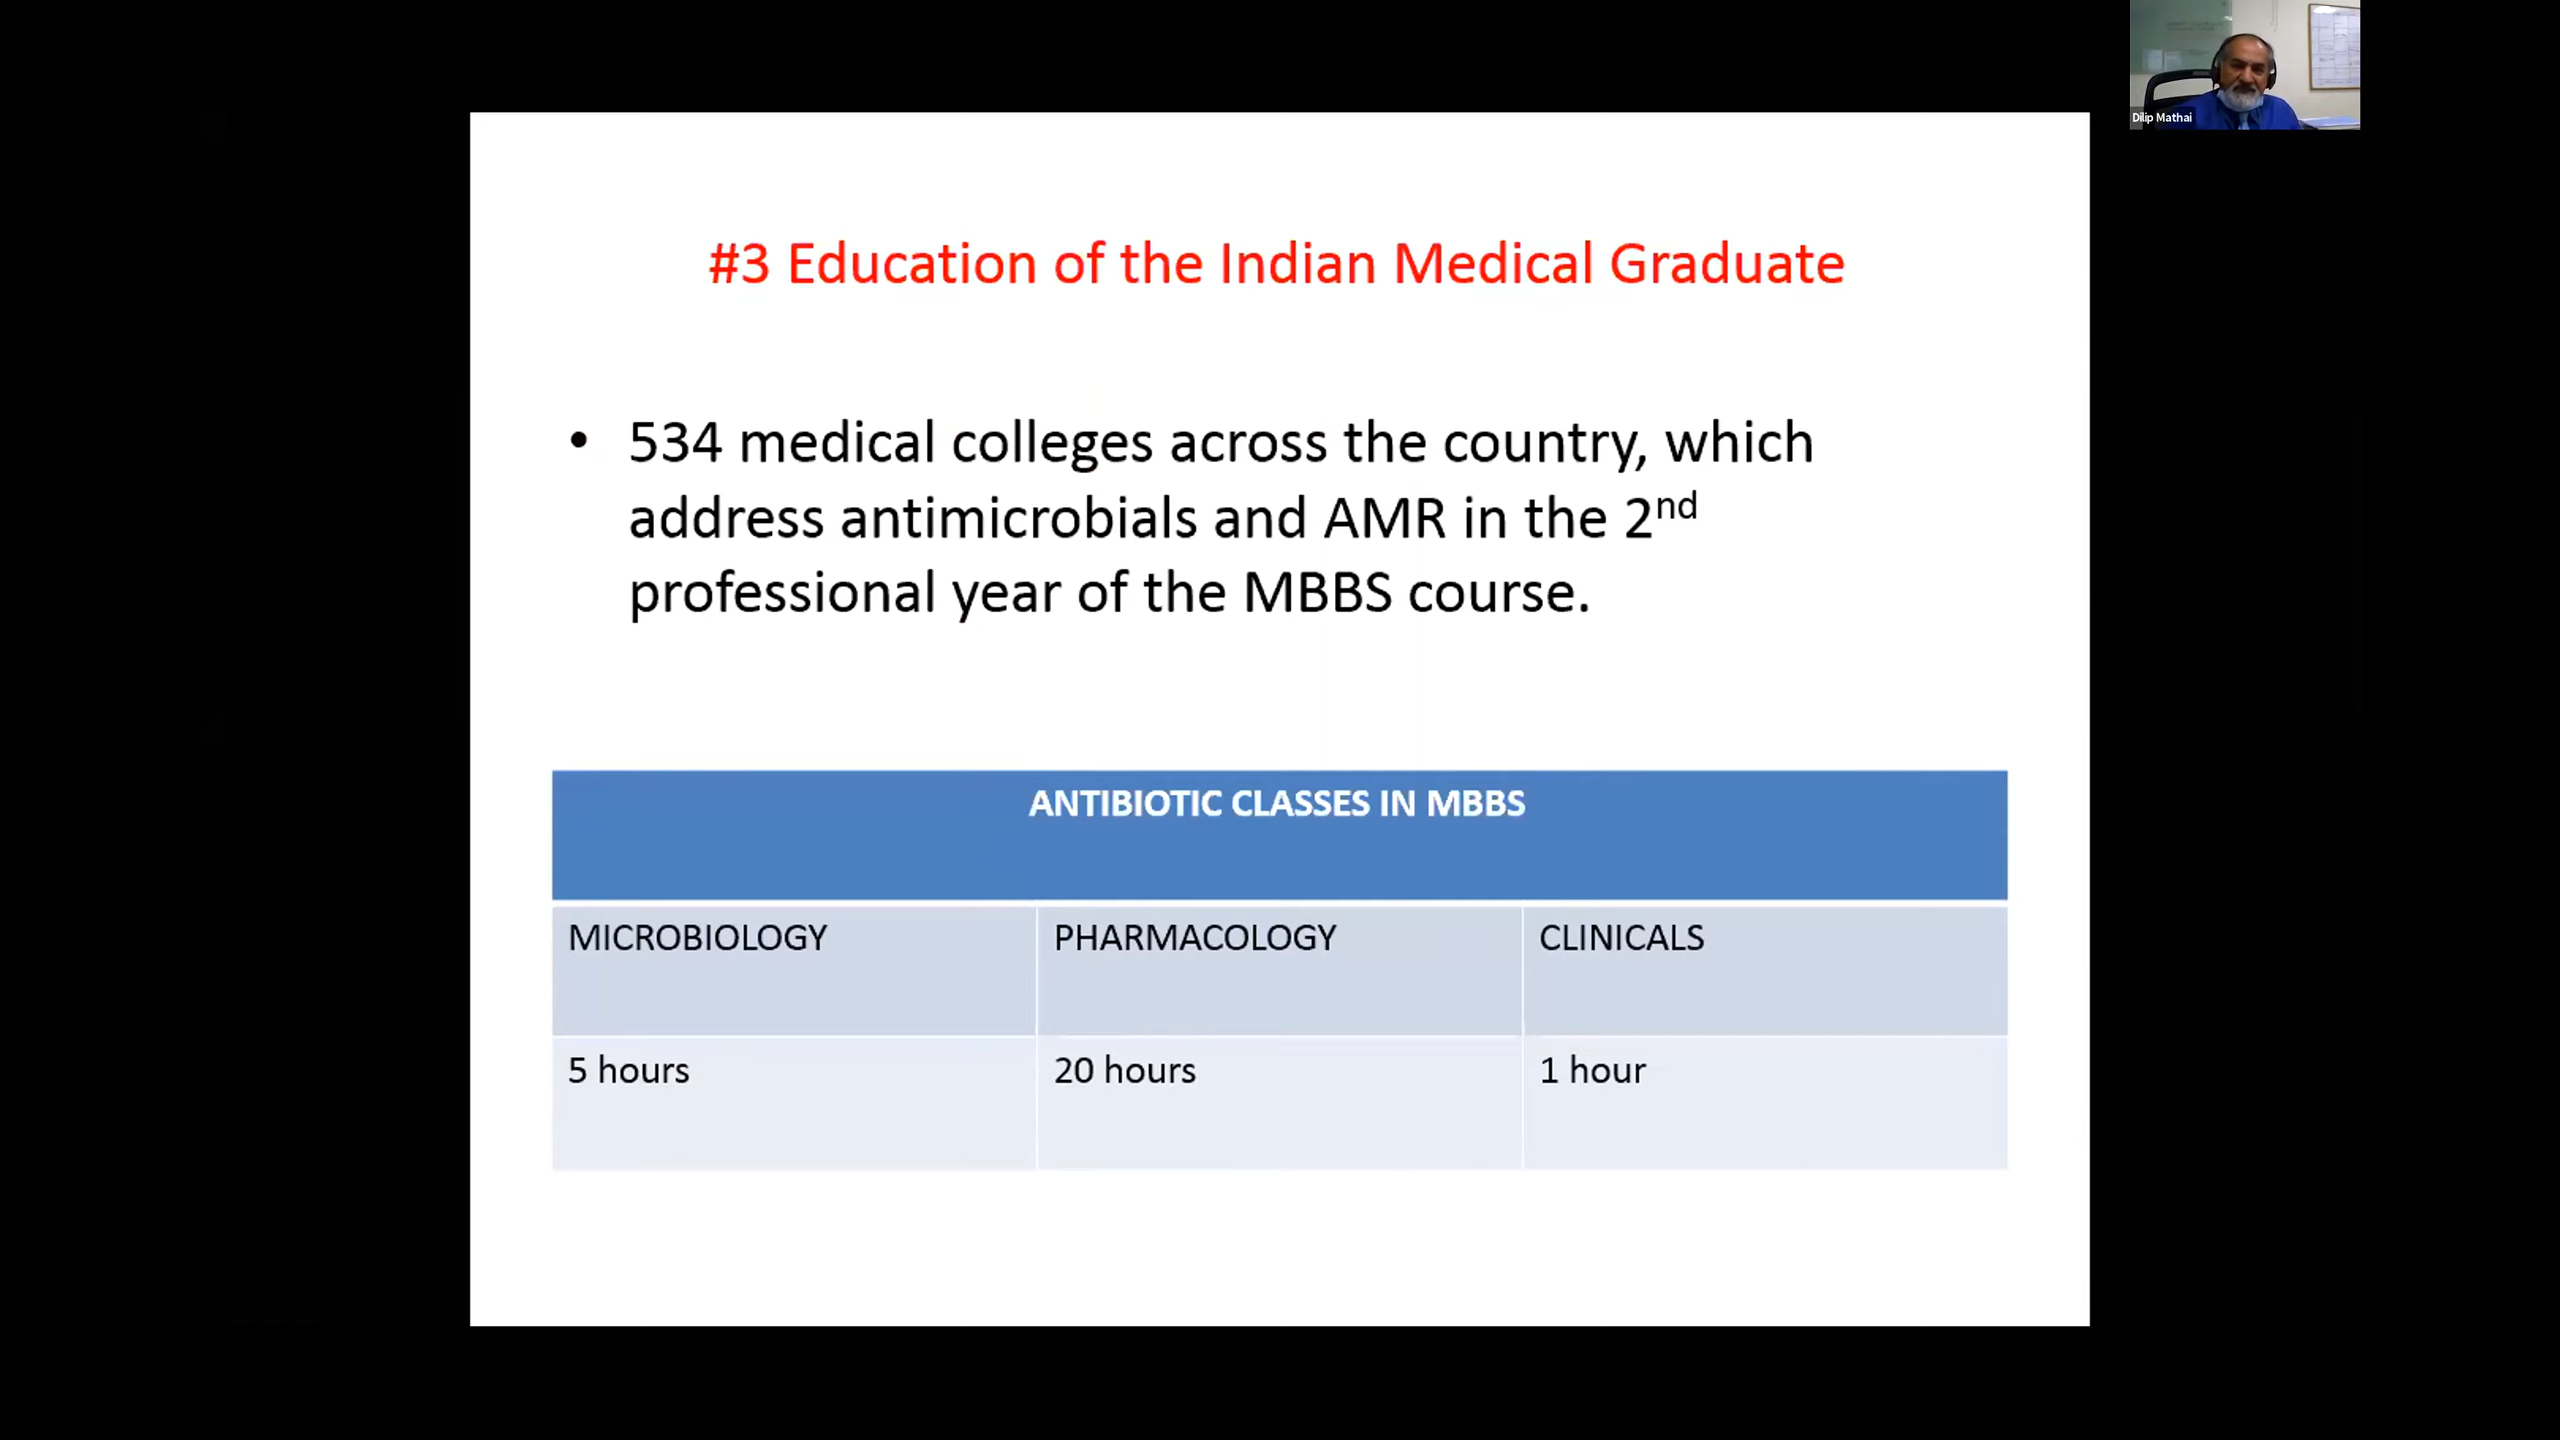 Dilip Mathai
#3 Education of the Indian Medical Graduate
• 534 medical colleges across the country, which
address antimicrobials and AMR in the 2nd
professional year of the MBBS course.
ANTIBIOTIC CLASSES IN MBBS
MICROBIOLOGY PHARMACOLOGY CLINICALS
5 hours 20 hours 1 hour